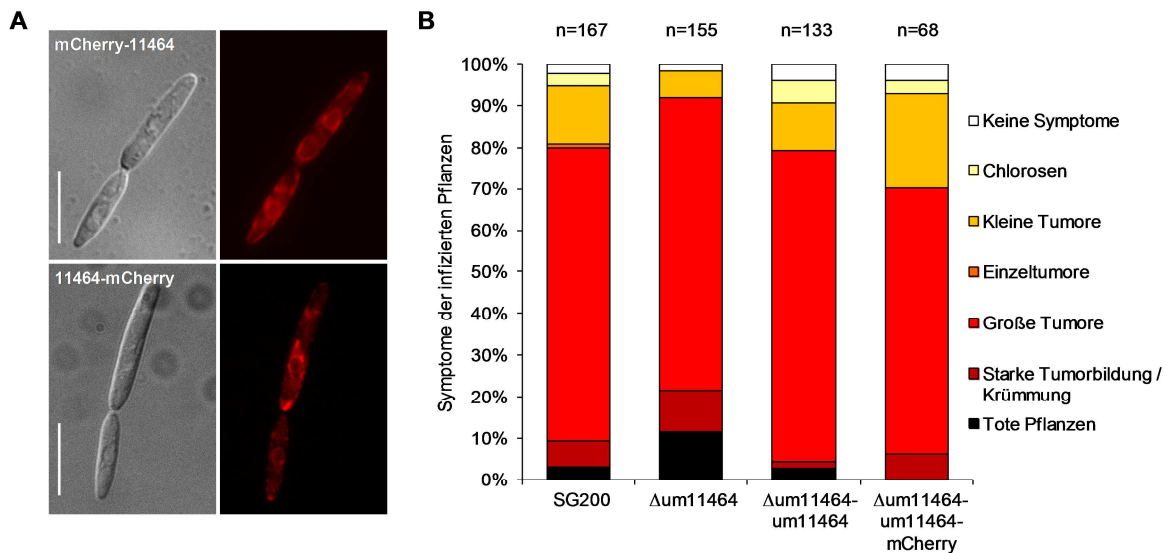 A
mCherry-11464
11464-mCherry
B
n=167
n=155
n=133
n=68
Symptome der infizierten Pflanzen
100%
90%
80%
70%
60%
50%
40%
30%
20%
10%
0%
SG200
Δum11464
Δum11464-
um11464
Δum11464-
um11464-
mCherry
Keine Symptome
Chlorosen
Kleine Tumore
Einzeltumore
Große Tumore
Starke Tumorbildung /
Krümmung
Tote Pflanzen